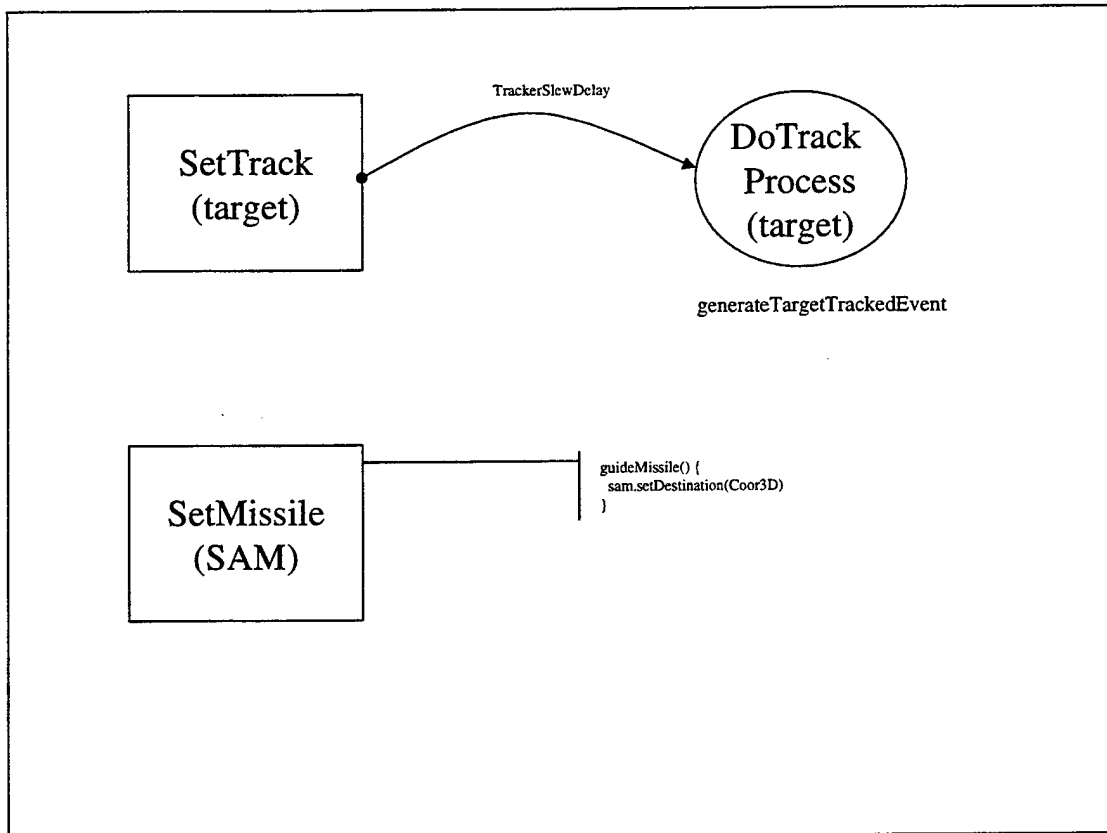 TrackerSlewDelay
SetTrack
(target)
DoTrack
Process
(target)
generateTargetTrackedEvent
SetMissile
(SAM)
guideMissile() {
sam.setDestination(Coor3D)
}